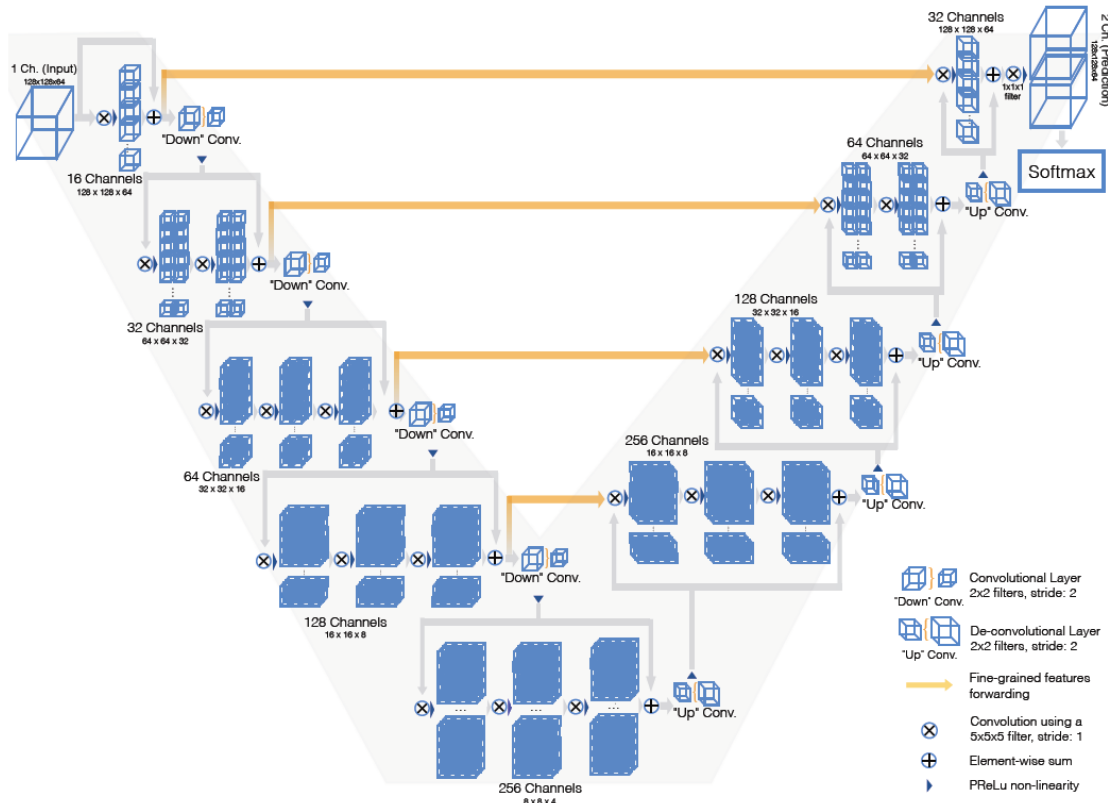 1 Ch. (Input)
128x128x64
"Down" Conv.
16 Channels
128 x 128 x 64
"Down" Conv.
32 Channels
64 x 64 x 32
"Down" Conv.
64 Channels
32 x 32 x 16
"Down" Conv.
128 Channels
16 x 16 x 8
...
...
...
256 Channels
8 x 8 x 4
"Up" Conv.
256 Channels
16 x 16 x 8
"Up" Conv.
128 Channels
32 x 32 x 16
"Up" Conv.
64 Channels
64 x 64 x 32
"Up" Conv.
32 Channels
128 x 128 x 64
1x1x1
filter
2 Ch. (Prediction)
128x128x64
Softmax
"Down" Conv.
Convolutional Layer
2x2 filters, stride: 2
"Up" Conv.
De-convolutional Layer
2x2 filters, stride: 2
Fine-grained features
forwarding
Convolution using a
5x5x5 filter, stride: 1
Element-wise sum
PReLu non-linearity